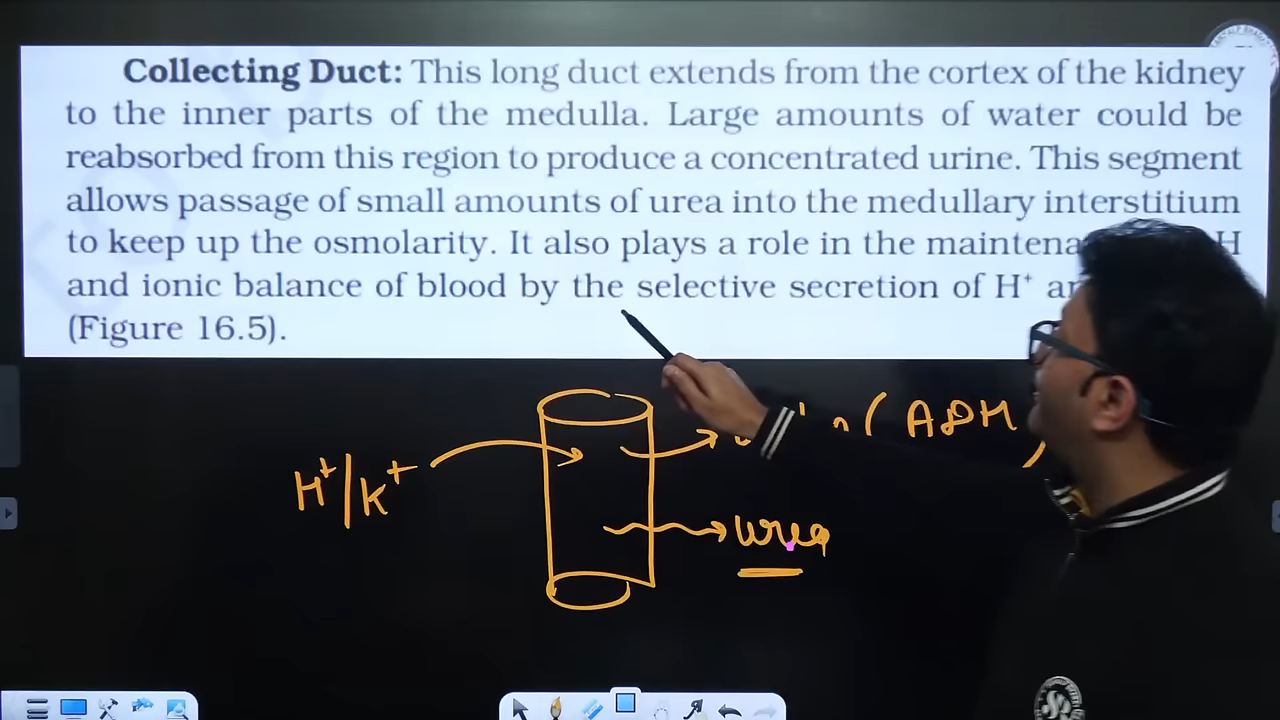 Collecting Duct: This long duct extends from the cortex of the kidney
to the inner parts of the medulla. Large amounts of water could be
reabsorbed from this region to produce a concentrated urine. This segment
allows passage of small amounts of urea into the medullary interstitium
to keep up the osmolarity. It also plays a role in the
and ionic balance of blood by the selective secretion of H⁺
(Figure 16.5).
( ADH )
H⁺/K⁺
urea